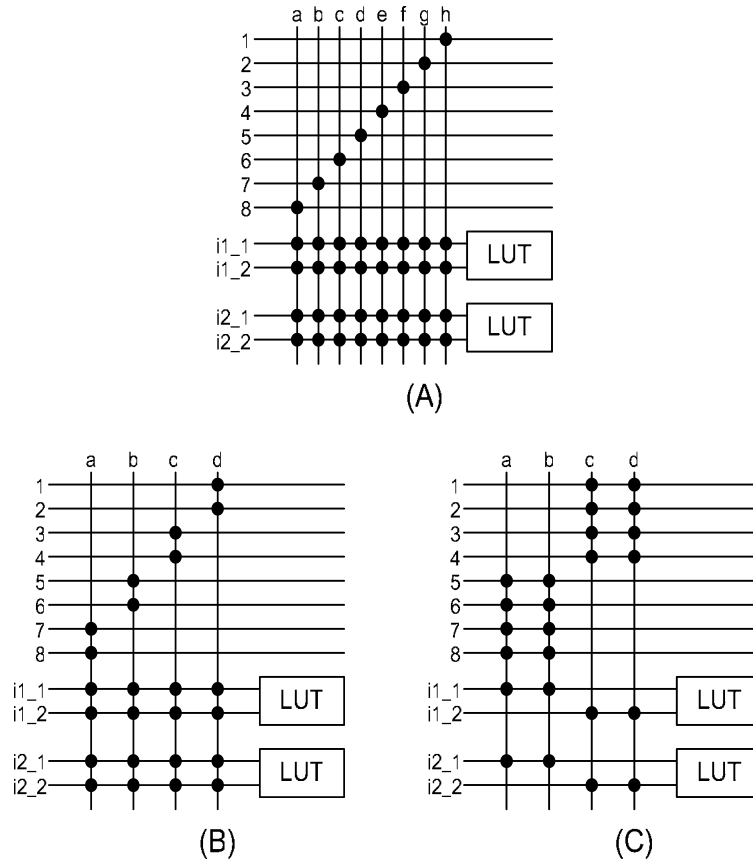 a b c d e f g h
1
2
3
4
5
6
7
8
i1_1
i1_2
LUT
i2_1
i2_2
LUT
(A)
a b c d
1
2
3
4
5
6
7
8
i1_1
i1_2
LUT
i2_1
i2_2
LUT
(B)
a b c d
1
2
3
4
5
6
7
8
i1_1
i1_2
LUT
i2_1
i2_2
LUT
(C)